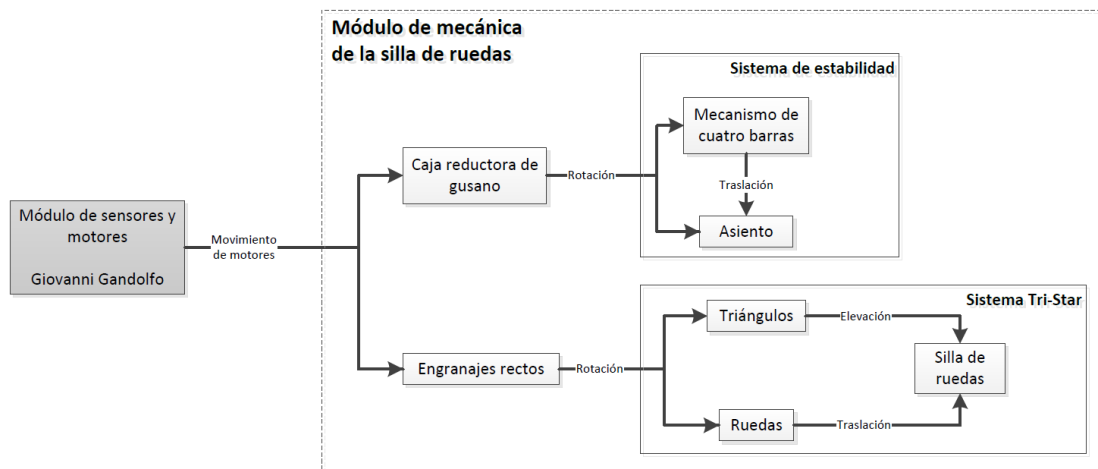 Módulo de mecánica
de la silla de ruedas
Sistema de estabilidad
Mecanismo de
cuatro barras
Caja reductora de
gusano
Rotación
Traslación
Asiento
Módulo de sensores y
motores
Giovanni Gandolfo
Movimiento
de motores
Sistema Tri-Star
Triángulos
Elevación
Silla de
ruedas
Engranajes rectos
Rotación
Ruedas
Traslación